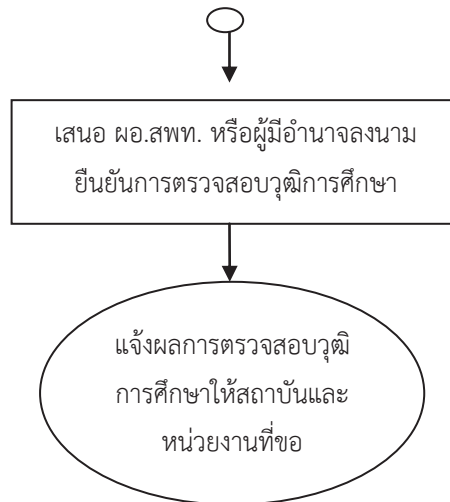 เสนอ ผอ.สพท. หรือผู้มีอำนาจลงนาม
ยืนยันการตรวจสอบวุฒิการศึกษา
แจ้งผลการตรวจสอบวุฒิ
การศึกษาให้สถาบันและ
หน่วยงานที่ขอ